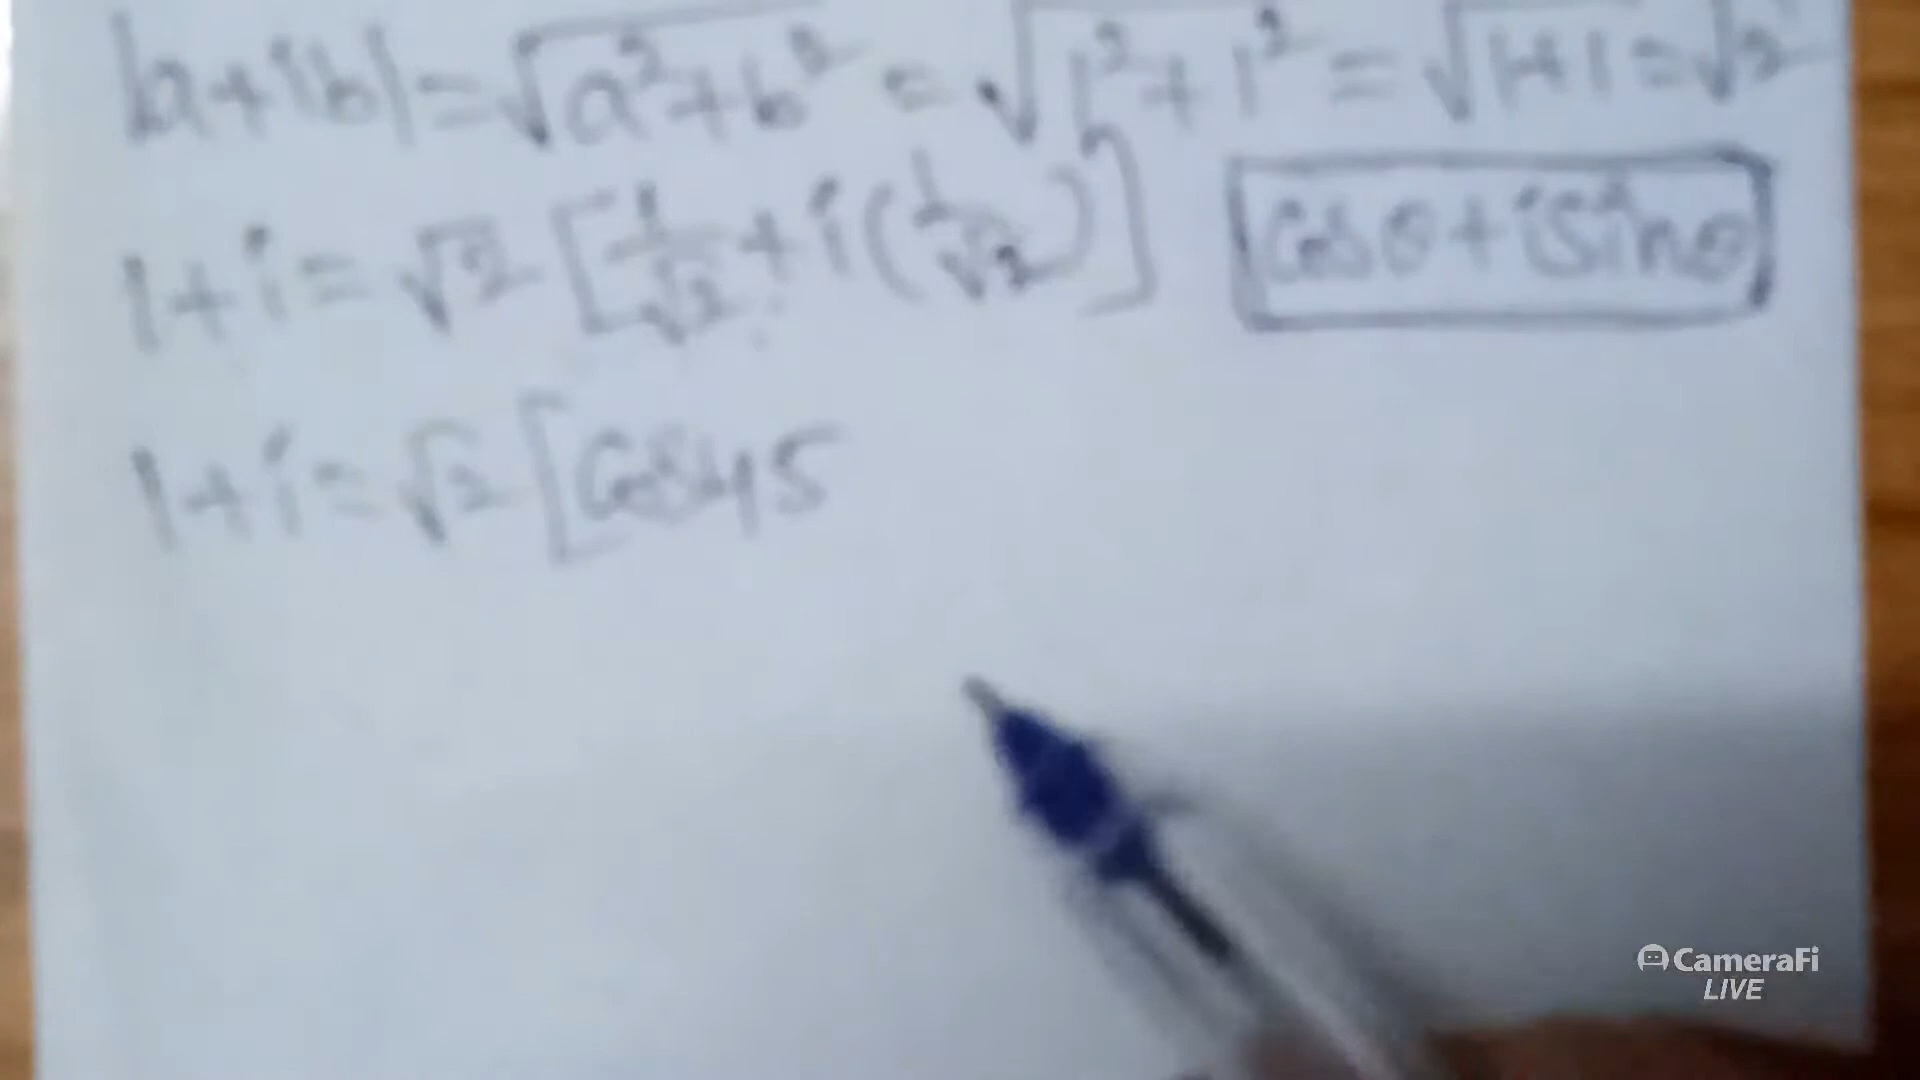 |a+ib|=√a²+b² = √1²+1² = √1+1=√2
1+i=√2[1/√2+i(1/√2)] cosθ+isinθ
1+i=√2[cos45
CameraFi
LIVE